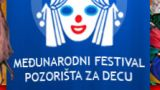 MEĐUNARODNI FESTIVAL
POZORIŠTA ZA DECU